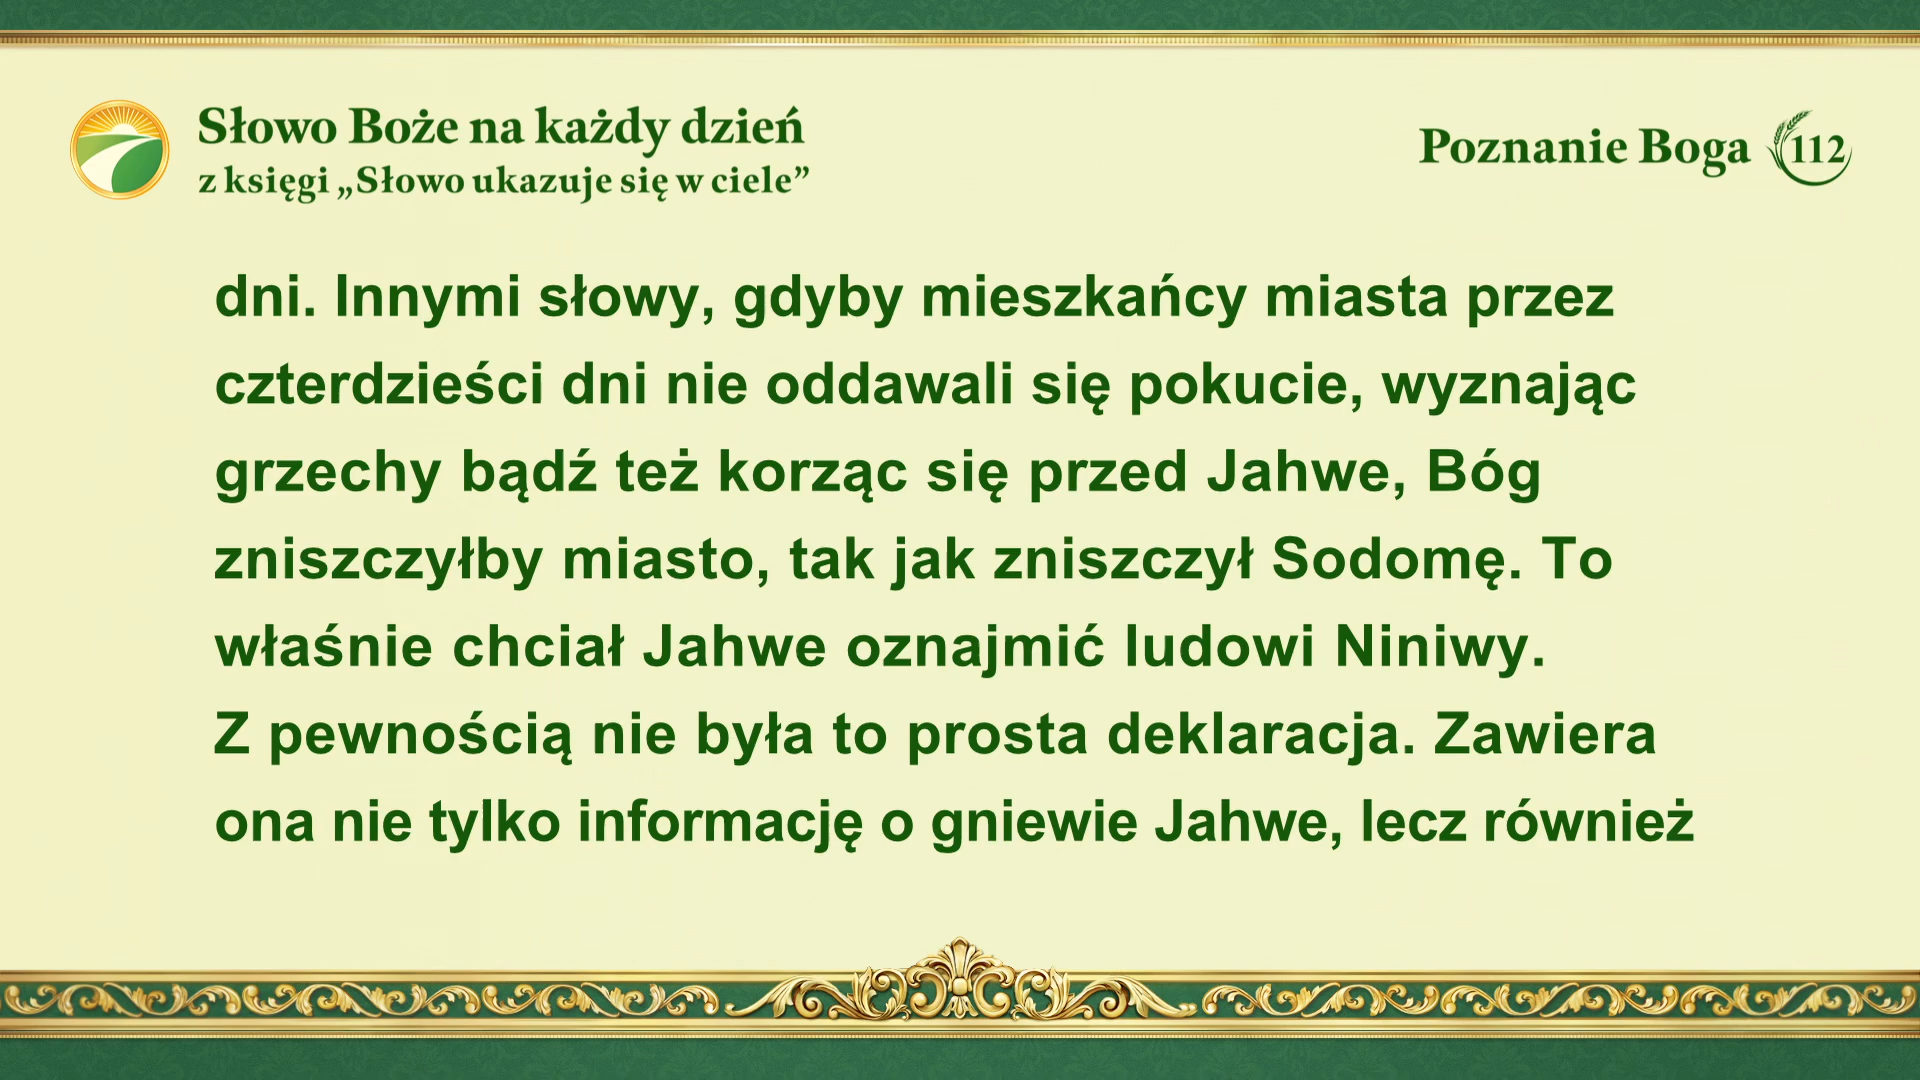 Słowo Boże na każdy dzień
z księgi „Słowo ukazuje się w ciele”
Poznanie Boga 112
dni. Innymi słowy, gdyby mieszkańcy miasta przez
czterdzieści dni nie oddawali się pokucie, wyznając
grzechy bądź też korząc się przed Jahwe, Bóg
zniszczyłby miasto, tak jak zniszczył Sodomę. To
właśnie chciał Jahwe oznajmić ludowi Niniwy.
Z pewnością nie była to prosta deklaracja. Zawiera
ona nie tylko informację o gniewie Jahwe, lecz również